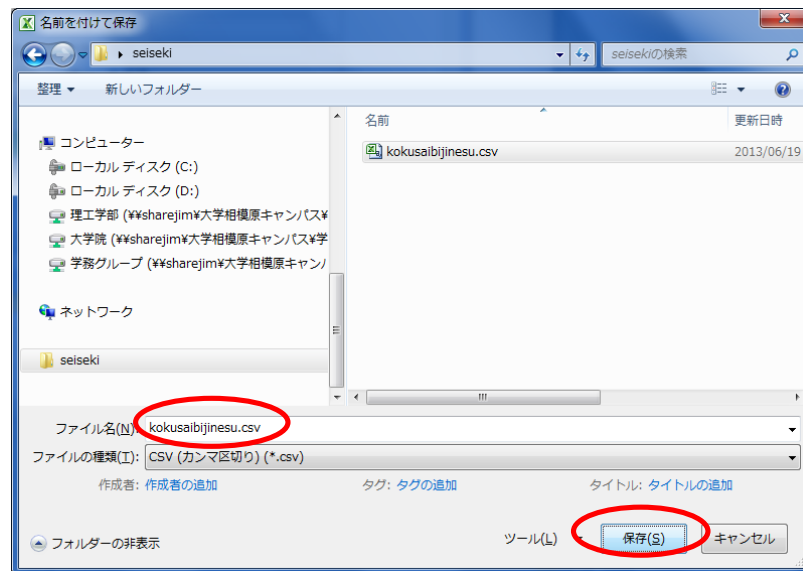 名前を付けて保存
seiseki
seisekiの検索
整理 ▼ 新しいフォルダー
名前 更新日時
コンピューター
ローカル ディスク (C:)
ローカル ディスク (D:)
理工学部 (¥¥sharejim¥大学相模原キャンパス¥
大学院 (¥¥sharejim¥大学相模原キャンパス¥学
学務グループ (¥¥sharejim¥大学相模原キャン
ネットワーク
seiseki
kokusaibijinesu.csv 2013/06/19
ファイル名(N): kokusaibijinesu.csv
ファイルの種類(T): CSV (カンマ区切り) (*.csv)
作成者: 作成者の追加 タグ: タグの追加 タイトル: タイトルの追加
フォルダーの非表示 ツール(L) 保存(S) キャンセル